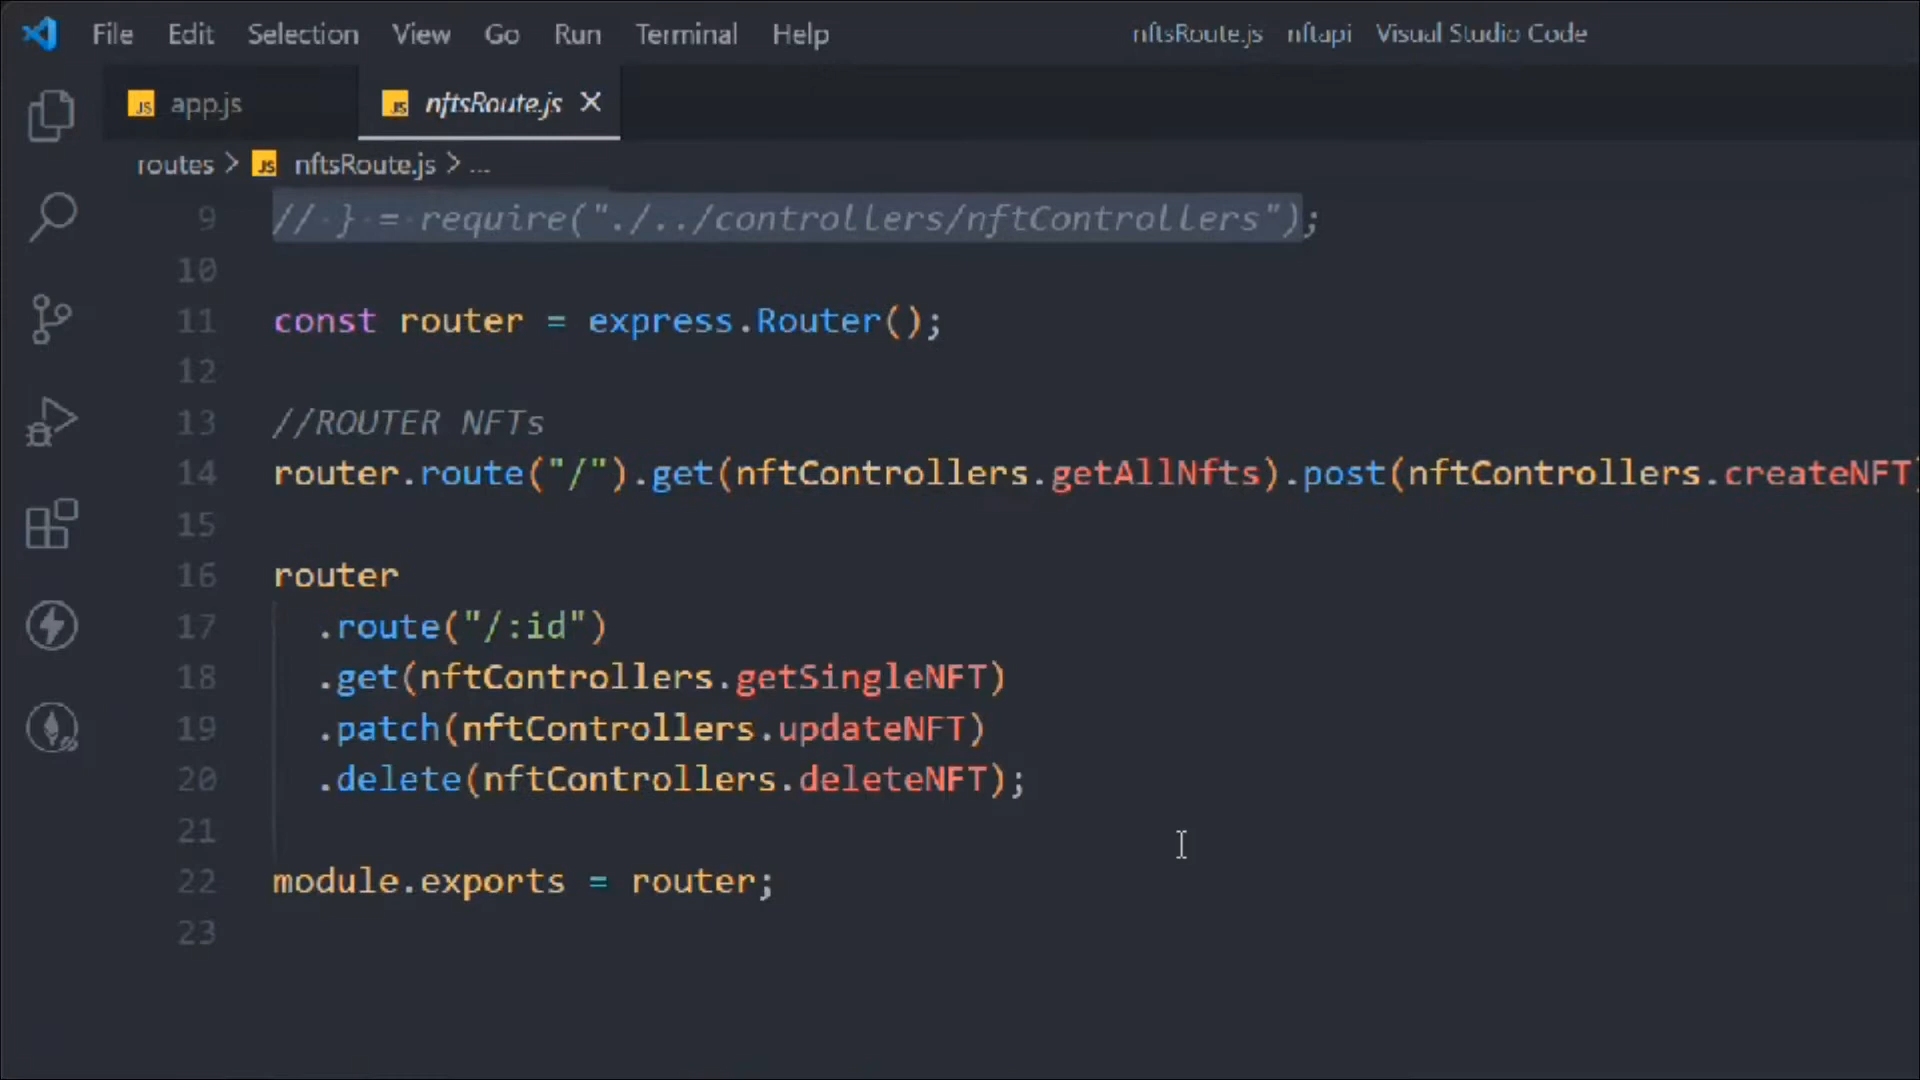 File Edit Selection View Go Run Terminal Help nftsRoute.js nftapi Visual Studio Code
JS app.js JS nftsRoute.js
routes > JS nftsRoute.js > ...
9 // } = require("./../controllers/nftControllers");
10
11 const router = express.Router();
12
13 //ROUTER NFTs
14 router.route("/").get(nftControllers.getAllNfts).post(nftControllers.createNFT)
15
16 router
17 .route("/:id")
18 .get(nftControllers.getSingleNFT)
19 .patch(nftControllers.updateNFT)
20 .delete(nftControllers.deleteNFT);
21
22 module.exports = router;
23